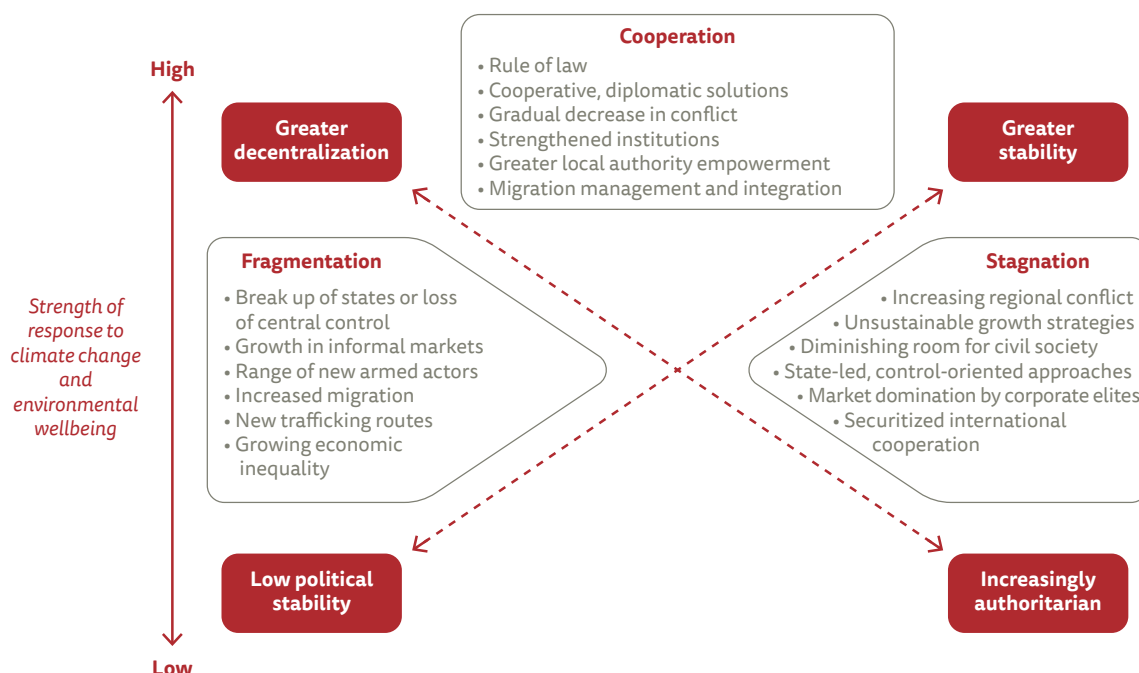 High
Greater
decentralization
Cooperation
• Rule of law
• Cooperative, diplomatic solutions
• Gradual decrease in conflict
• Strengthened institutions
• Greater local authority empowerment
• Migration management and integration
Greater
stability
Strength of
response to
climate change
and
environmental
wellbeing
Fragmentation
• Break up of states or loss
of central control
• Growth in informal markets
• Range of new armed actors
• Increased migration
• New trafficking routes
• Growing economic
inequality
Stagnation
• Increasing regional conflict
• Unsustainable growth strategies
• Diminishing room for civil society
• State-led, control-oriented approaches
• Market domination by corporate elites
• Securitized international
cooperation
Low political
stability
Increasingly
authoritarian
Low